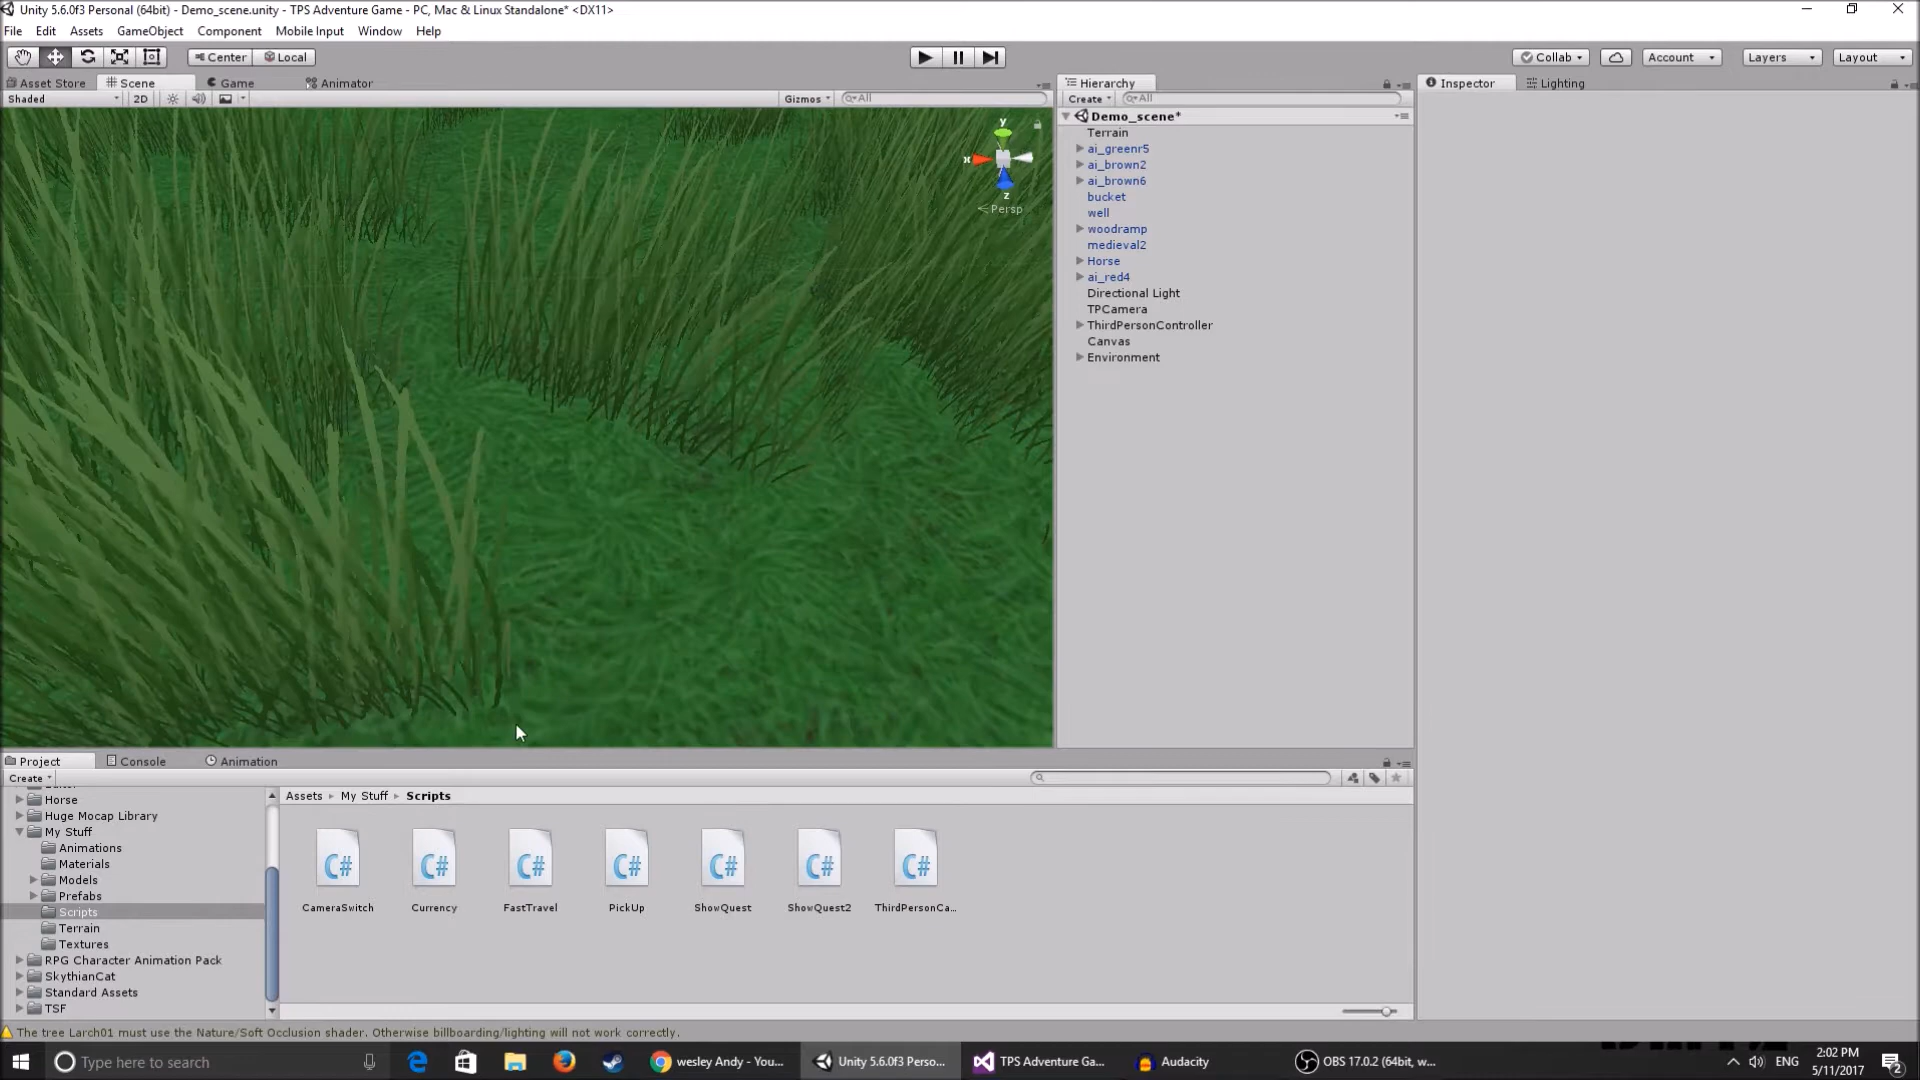 Unity 5.6.0f3 Personal (64bit) - Demo_scene.unity - TPS Adventure Game - PC, Mac & Linux Standalone* <DX11>
File Edit Assets GameObject Component Mobile Input Window Help
Center Local Collab Account Layers Layout
Asset Store Scene Game Animator Hierarchy Inspector Lighting
Shaded 2D Gizmos All Create All
Demo_scene*
y
x
z
Persp
Terrain
ai_greenr5
ai_brown2
ai_brown6
bucket
well
woodramp
medieval2
Horse
ai_red4
Directional Light
TPCamera
ThirdPersonController
Canvas
Environment
Project Console Animation
Create
Horse
Huge Mocap Library
My Stuff
Animations
Materials
Models
Prefabs
Scripts
Terrain
Textures
RPG Character Animation Pack
SkythianCat
Standard Assets
TSF
Assets My Stuff Scripts
C# C# C# C# C# C# C#
CameraSwitch Currency FastTravel PickUp ShowQuest ShowQuest2 ThirdPersonCa...
The tree Larch01 must use the Nature/Soft Occlusion shader. Otherwise billboarding/lighting will not work correctly.
Type here to search wesley Andy - You... Unity 5.6.0f3 Perso... TPS Adventure Ga... Audacity OBS 17.0.2 (64bit, w... ENG 2:02 PM
5/11/2017 2